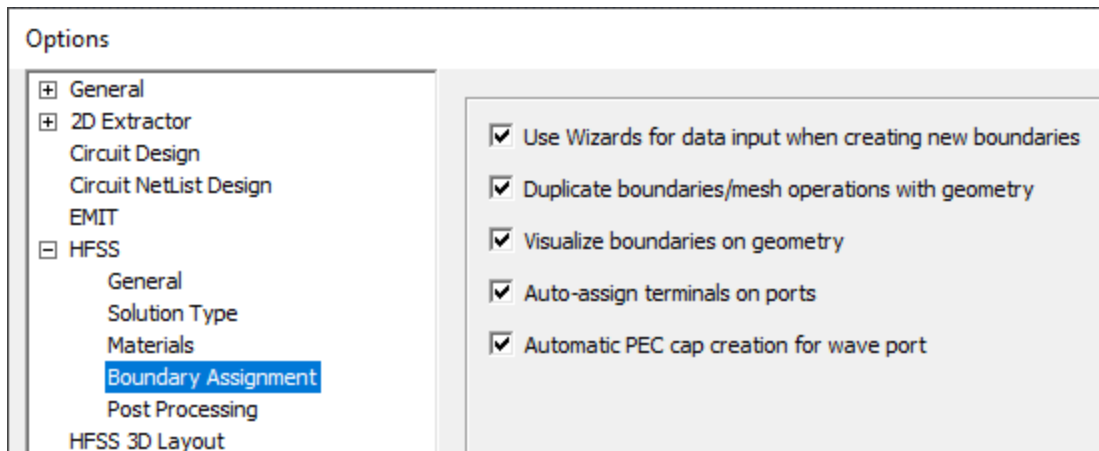 Options
General
2D Extractor
Circuit Design
Circuit NetList Design
EMIT
HFSS
General
Solution Type
Materials
Boundary Assignment
Post Processing
HFSS 3D Layout
Use Wizards for data input when creating new boundaries
Duplicate boundaries/mesh operations with geometry
Visualize boundaries on geometry
Auto-assign terminals on ports
Automatic PEC cap creation for wave port